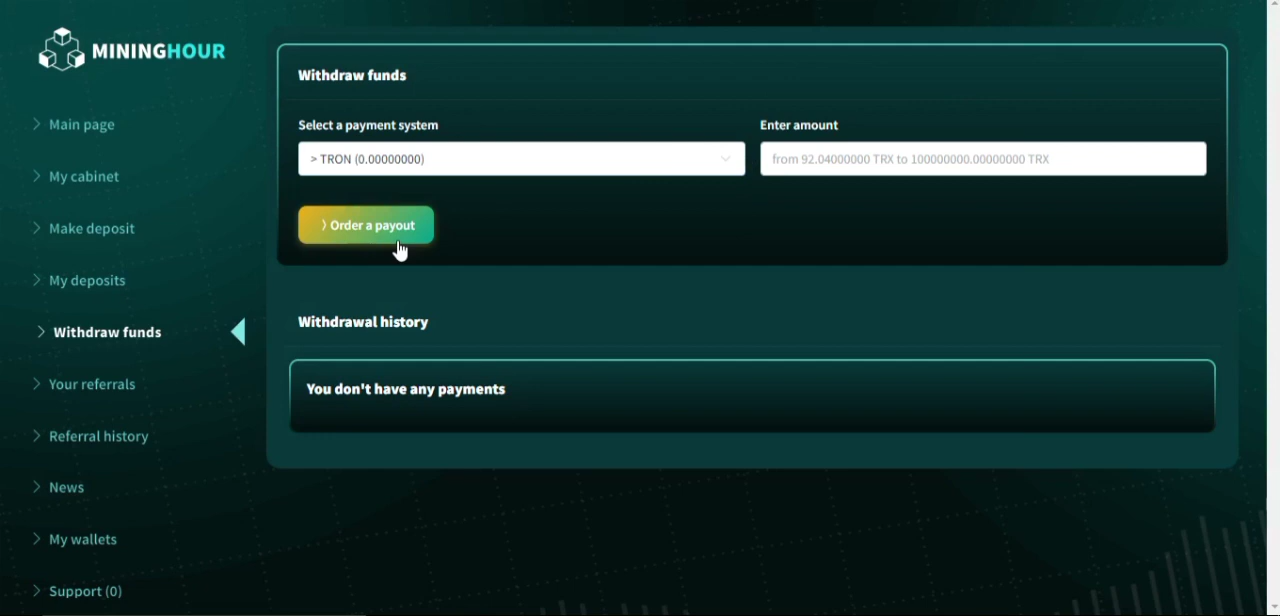 MININGHOUR
Main page
My cabinet
Make deposit
My deposits
Withdraw funds
Your referrals
Referral history
News
My wallets
Support (0)
Withdraw funds
Select a payment system
> TRON (0.00000000)
Enter amount
from 92.04000000 TRX to 100000000.00000000 TRX
Order a payout
Withdrawal history
You don't have any payments